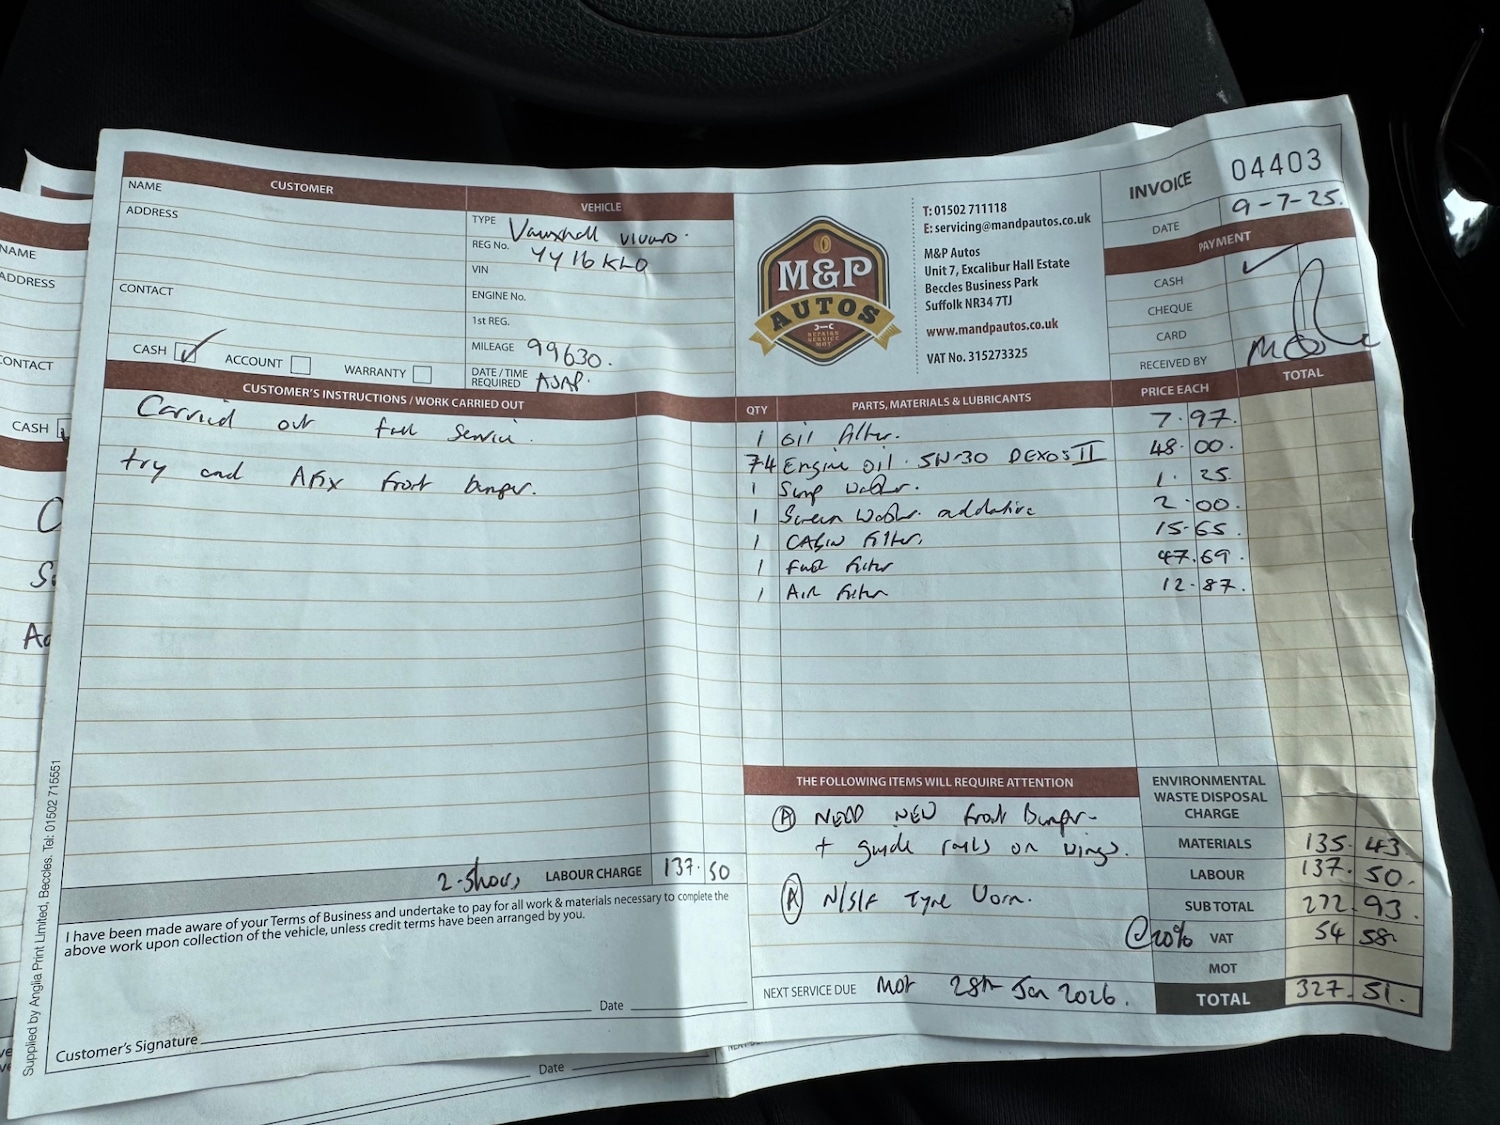 CUSTOMER
NAME
ADDRESS
CONTACT
CASH ✓ ACCOUNT WARRANTY
VEHICLE
TYPE Vauxhall vivaro.
REG No. YY16 KLO
VIN
ENGINE No.
1st REG.
MILEAGE 99630.
DATE/TIME
REQUIRED ASAP.
M&P
AUTOS
REPAIRS
SERVICE
MOT
T: 01502 711118
E: servicing@mandpautos.co.uk
M&P Autos
Unit 7, Excalibur Hall Estate
Beccles Business Park
Suffolk NR34 7TJ
www.mandpautos.co.uk
VAT No. 315273325
INVOICE 04403
DATE 9-7-25.
PAYMENT
CASH ✓
CHEQUE
CARD
RECEIVED BY
CUSTOMER'S INSTRUCTIONS / WORK CARRIED OUT
Carried out full Service.
try and Afix front bumper.
2.5hours LABOUR CHARGE 137.50
I have been made aware of your Terms of Business and undertake to pay for all work & materials necessary to complete the
above work upon collection of the vehicle, unless credit terms have been arranged by you.
Customer's Signature Date
Supplied by Anglia Print Limited, Beccles. Tel: 01502 715551
QTY PARTS, MATERIALS & LUBRICANTS PRICE EACH TOTAL
1 oil filter. 7.97.
7.4 Engine oil. 5W-30 DEXOS II 48.00.
1 Sump washer. 1.25.
1 Screen Washer. addative 2.00.
1 CABIN filter. 15.65.
1 Fuel filter 47.69.
1 AIR filter 12.87.
THE FOLLOWING ITEMS WILL REQUIRE ATTENTION
A NEED NEW front Bumper
+ guide rails on wings.
A N/S/F Tyre Worn.
NEXT SERVICE DUE MOT 28th Jan 2026.
ENVIRONMENTAL
WASTE DISPOSAL
CHARGE
MATERIALS 135.43
LABOUR 137.50.
SUB TOTAL 272.93.
@20% VAT 54 58
MOT
TOTAL 327.51.
NAME
ADDRESS
CONTACT
CASH
Date